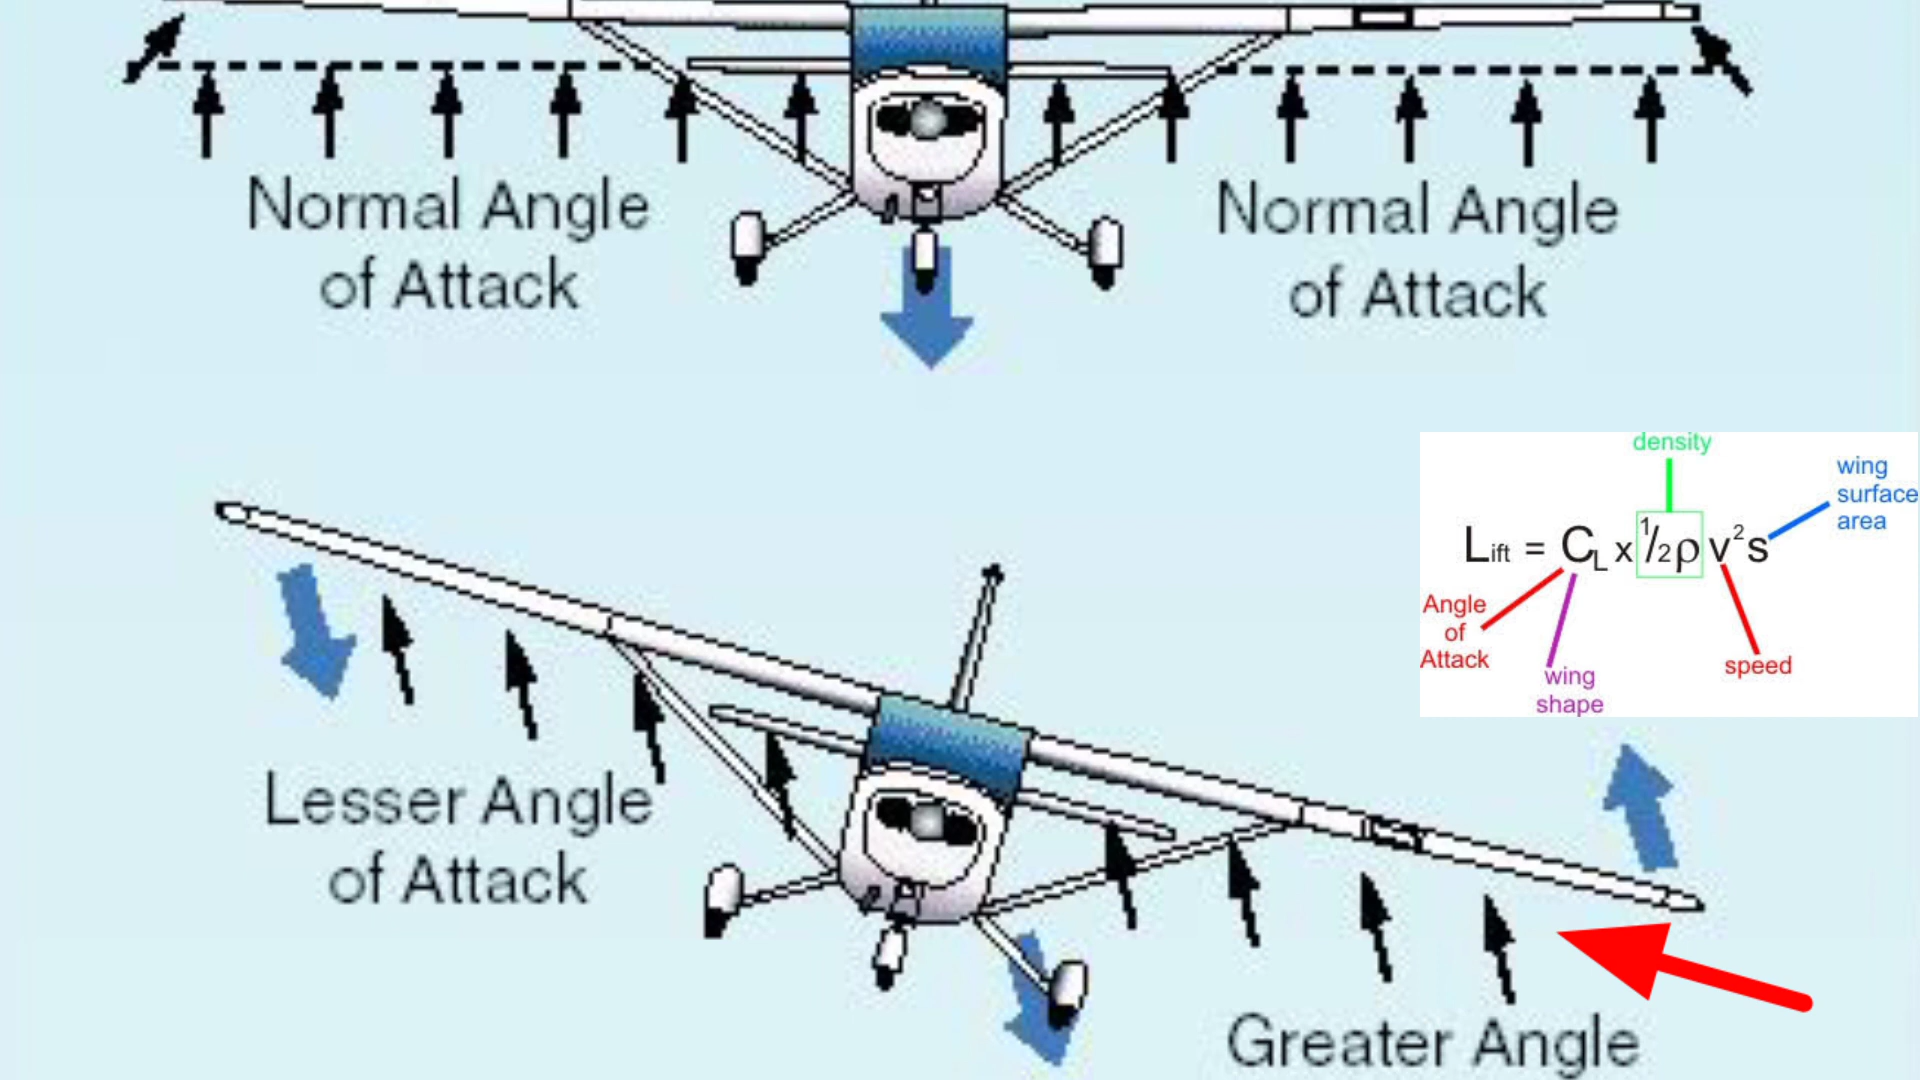 Normal Angle
of Attack
Normal Angle
of Attack
density
wing
surface
area
Lift = CL x 1/2ρ v²s
Angle
of
Attack
wing
shape
speed
Lesser Angle
of Attack
Greater Angle